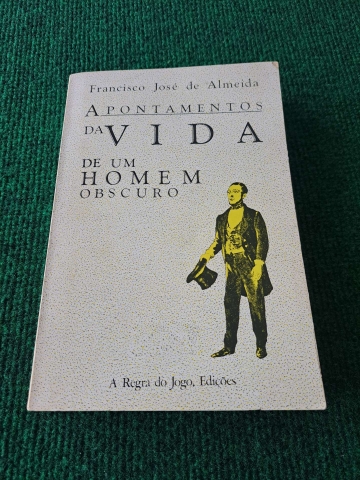 Francisco José de Almeida
APONTAMENTOS
DA VIDA
DE UM
HOMEM
OBSCURO
A Regra do Jogo, Edições